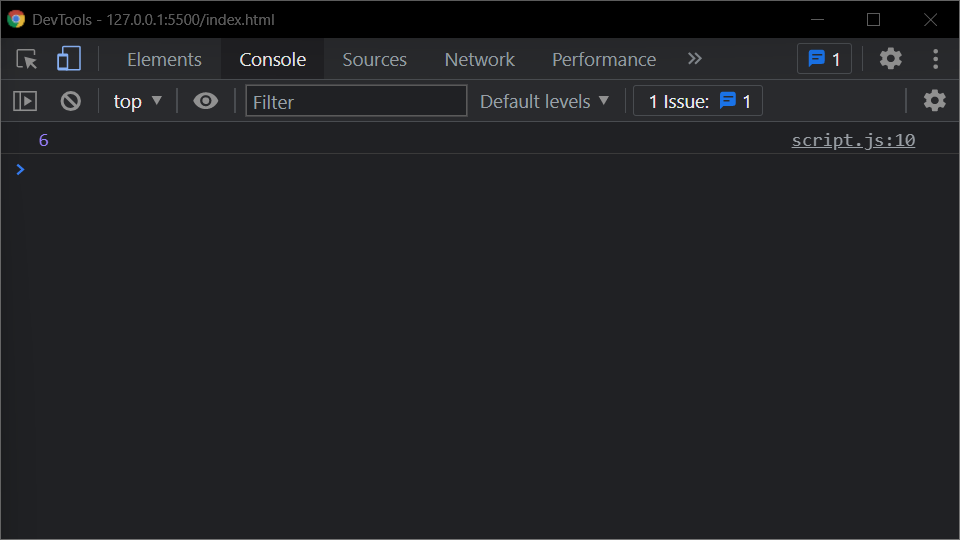 DevTools - 127.0.0.1:5500/index.html
Elements Console Sources Network Performance » 1
top ▼ Filter Default levels ▼ 1 Issue: 1
6 script.js:10
>